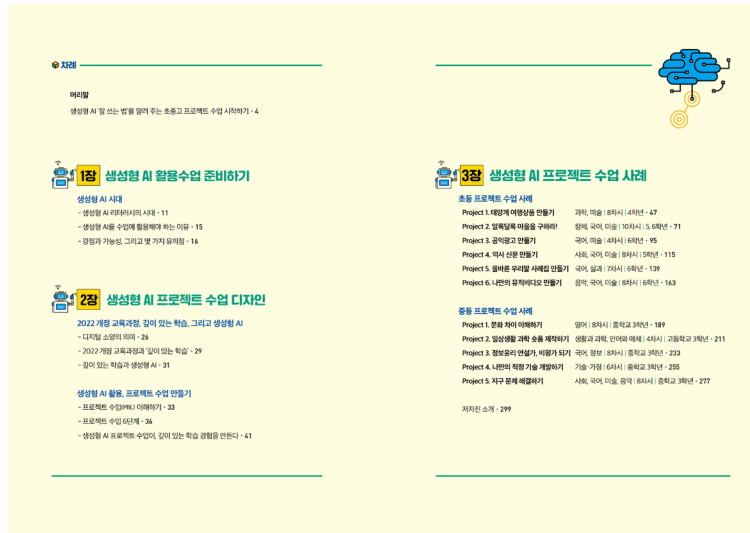 차례
머리말
생성형 AI '잘 쓰는 법'을 알려 주는 초중고 프로젝트 수업 시작하기 • 4
1장 생성형 AI 활용수업 준비하기
생성형 AI 시대
- 생성형 AI 리터러시의 시대 • 11
- 생성형 AI를 수업에 활용해야 하는 이유 • 15
- 강점과 가능성, 그리고 몇 가지 유의점 • 16
2장 생성형 AI 프로젝트 수업 디자인
2022 개정 교육과정, 깊이 있는 학습, 그리고 생성형 AI
- 디지털 소양의 의미 • 26
- 2022 개정 교육과정과 '깊이 있는 학습' • 29
- 깊이 있는 학습과 생성형 AI • 31
생성형 AI 활용, 프로젝트 수업 만들기
- 프로젝트 수업(PBL) 이해하기 • 33
- 프로젝트 수업 6단계 • 36
- 생성형 AI 프로젝트 수업이, 깊이 있는 학습 경험을 만든다 • 41
3장 생성형 AI 프로젝트 수업 사례
초등 프로젝트 수업 사례
Project 1. 태양계 여행상품 만들기 과학, 미술 | 8차시 | 4학년 • 47
Project 2. 알록달록 마을을 구하라! 창체, 국어, 미술 | 10차시 | 5, 6학년 • 71
Project 3. 공익광고 만들기 국어, 미술 | 4차시 | 6학년 • 95
Project 4. 역사 신문 만들기 사회, 국어, 미술 | 8차시 | 5학년 • 115
Project 5. 올바른 우리말 사례집 만들기 국어, 실과 | 7차시 | 6학년 • 139
Project 6. 나만의 뮤직비디오 만들기 음악, 국어, 미술 | 8차시 | 6학년 • 163
중등 프로젝트 수업 사례
Project 1. 문화 차이 이해하기 영어 | 8차시 | 중학교 3학년 • 189
Project 2. 일상생활 과학 숏폼 제작하기 생활과 과학, 언어와 매체 | 4차시 | 고등학교 3학년 • 211
Project 3. 정보윤리 연설가, 비평가 되기 국어, 정보 | 8차시 | 중학교 3학년 • 233
Project 4. 나만의 적정 기술 개발하기 기술·가정 | 6차시 | 중학교 3학년 • 255
Project 5. 지구 문제 해결하기 사회, 국어, 미술, 음악 | 8차시 | 중학교 3학년 • 277
저자진 소개 • 299